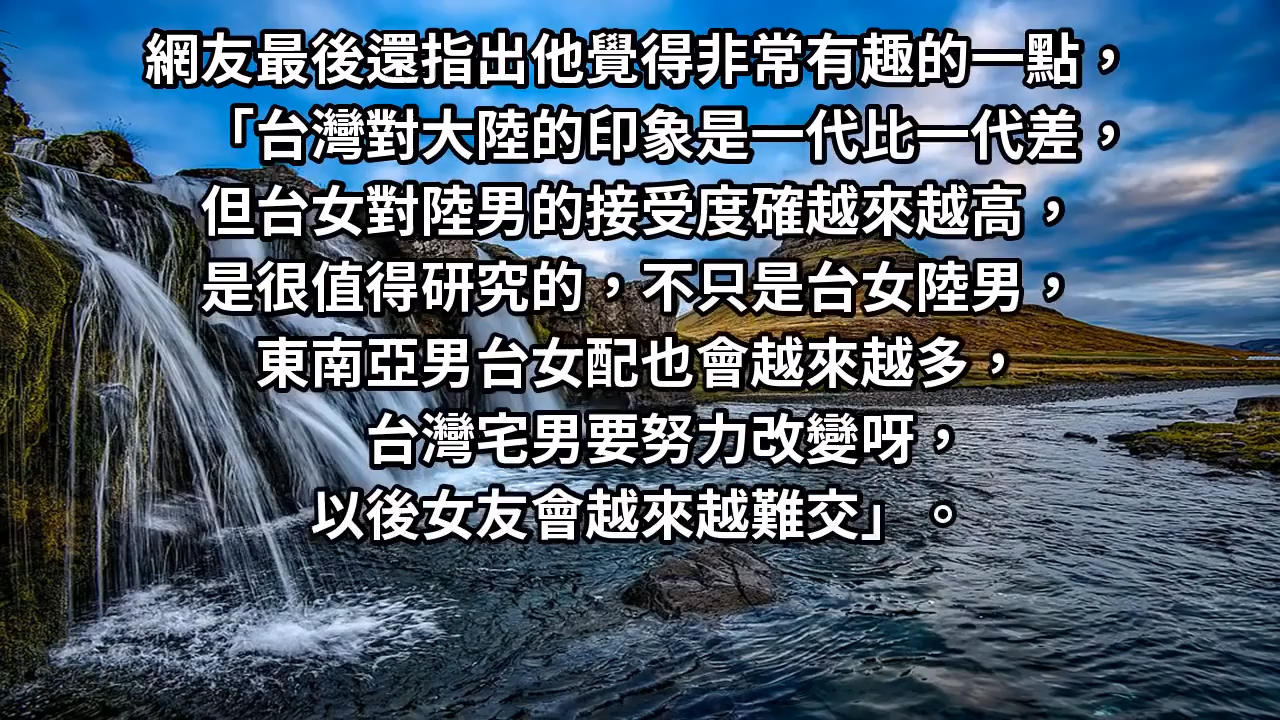 網友最後還指出他覺得非常有趣的一點，
「台灣對大陸的印象是一代比一代差，
但台女對陸男的接受度確越來越高，
是很值得研究的，不只是台女陸男，
東南亞男台女配也會越來越多，
台灣宅男要努力改變呀，
以後女友會越來越難交」。